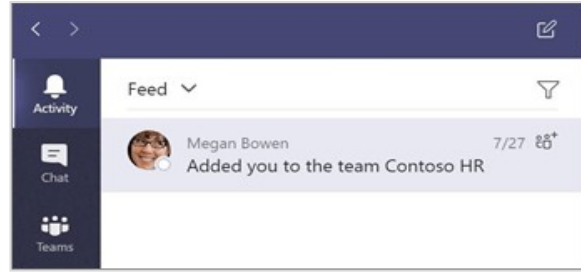 Activity
Chat
Teams
Feed
Megan Bowen 7/27
Added you to the team Contoso HR